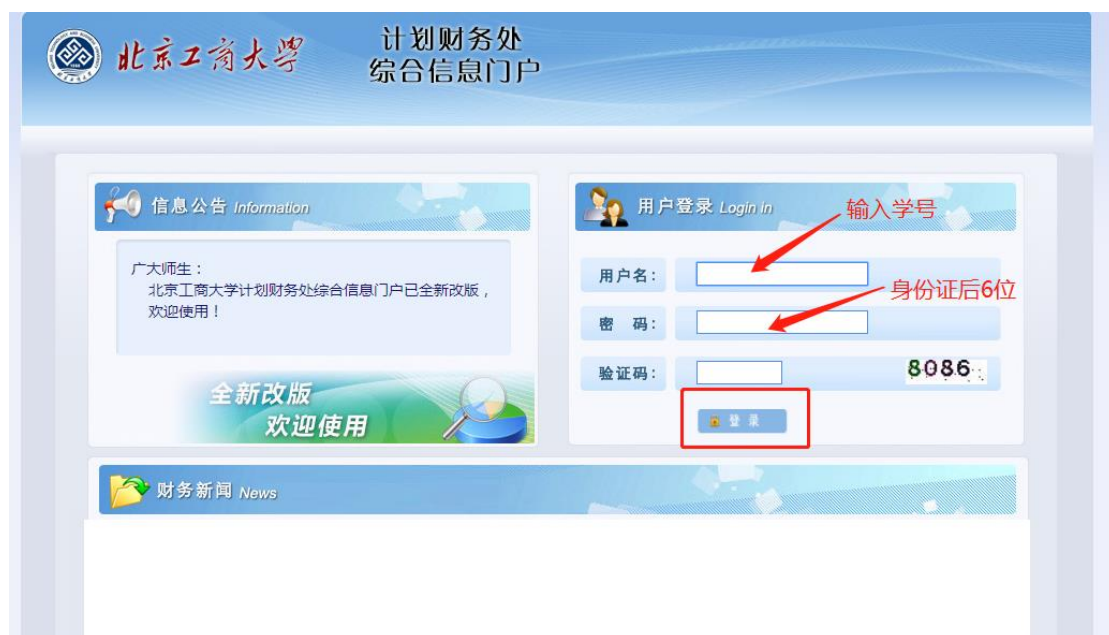 北京工商大学
计划财务处
综合信息门户
信息公告 Information
广大师生：
北京工商大学计划财务处综合信息门户已全新改版，
欢迎使用！
全新改版
欢迎使用
用户登录 Login In
输入学号
用户名：
身份证后6位
密 码：
验证码：
8086
登 录
财务新闻 News